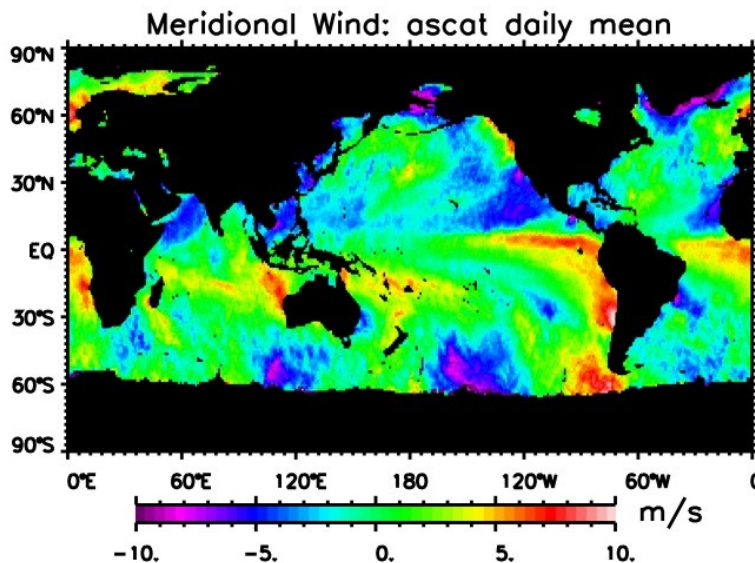 Meridional Wind: ascat daily mean
90°N
60°N
30°N
EQ
30°S
60°S
90°S
0°E 60°E 120°E 180 120°W 60°W 0
m/s
-10. -5. 0. 5. 10.